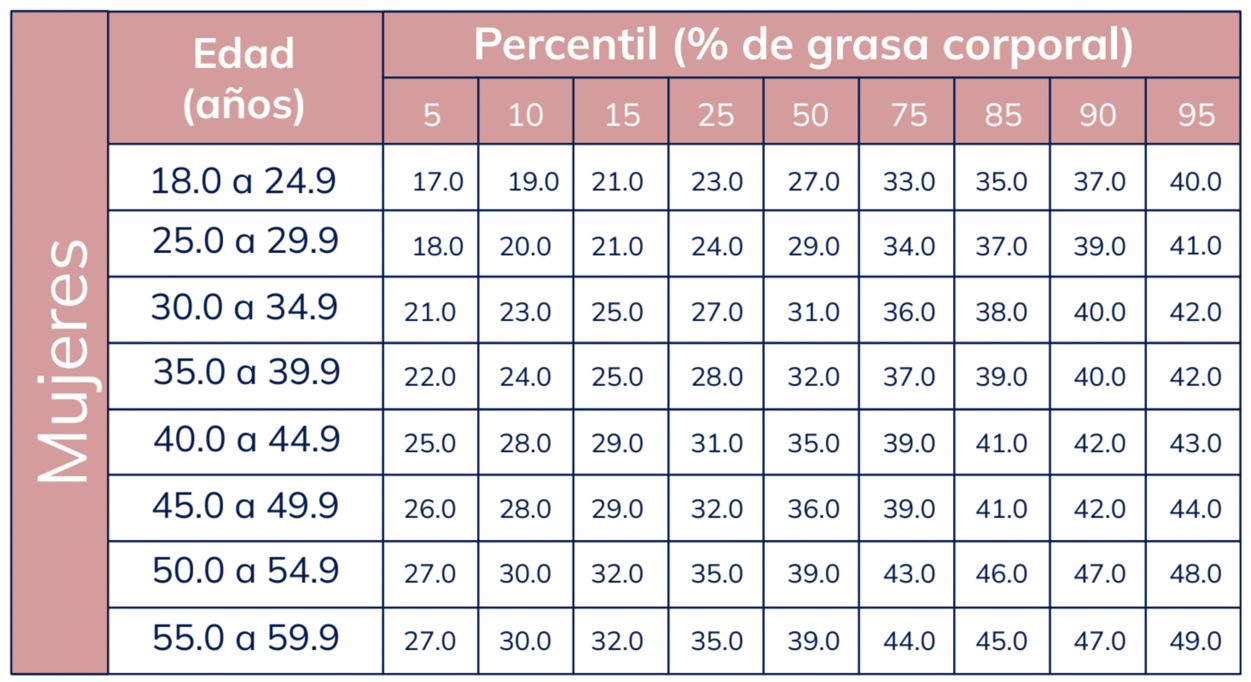 Mujeres
Edad
(años)
Percentil (% de grasa corporal)
5 10 15 25 50 75 85 90 95
18.0 a 24.9 17.0 19.0 21.0 23.0 27.0 33.0 35.0 37.0 40.0
25.0 a 29.9 18.0 20.0 21.0 24.0 29.0 34.0 37.0 39.0 41.0
30.0 a 34.9 21.0 23.0 25.0 27.0 31.0 36.0 38.0 40.0 42.0
35.0 a 39.9 22.0 24.0 25.0 28.0 32.0 37.0 39.0 40.0 42.0
40.0 a 44.9 25.0 28.0 29.0 31.0 35.0 39.0 41.0 42.0 43.0
45.0 a 49.9 26.0 28.0 29.0 32.0 36.0 39.0 41.0 42.0 44.0
50.0 a 54.9 27.0 30.0 32.0 35.0 39.0 43.0 46.0 47.0 48.0
55.0 a 59.9 27.0 30.0 32.0 35.0 39.0 44.0 45.0 47.0 49.0